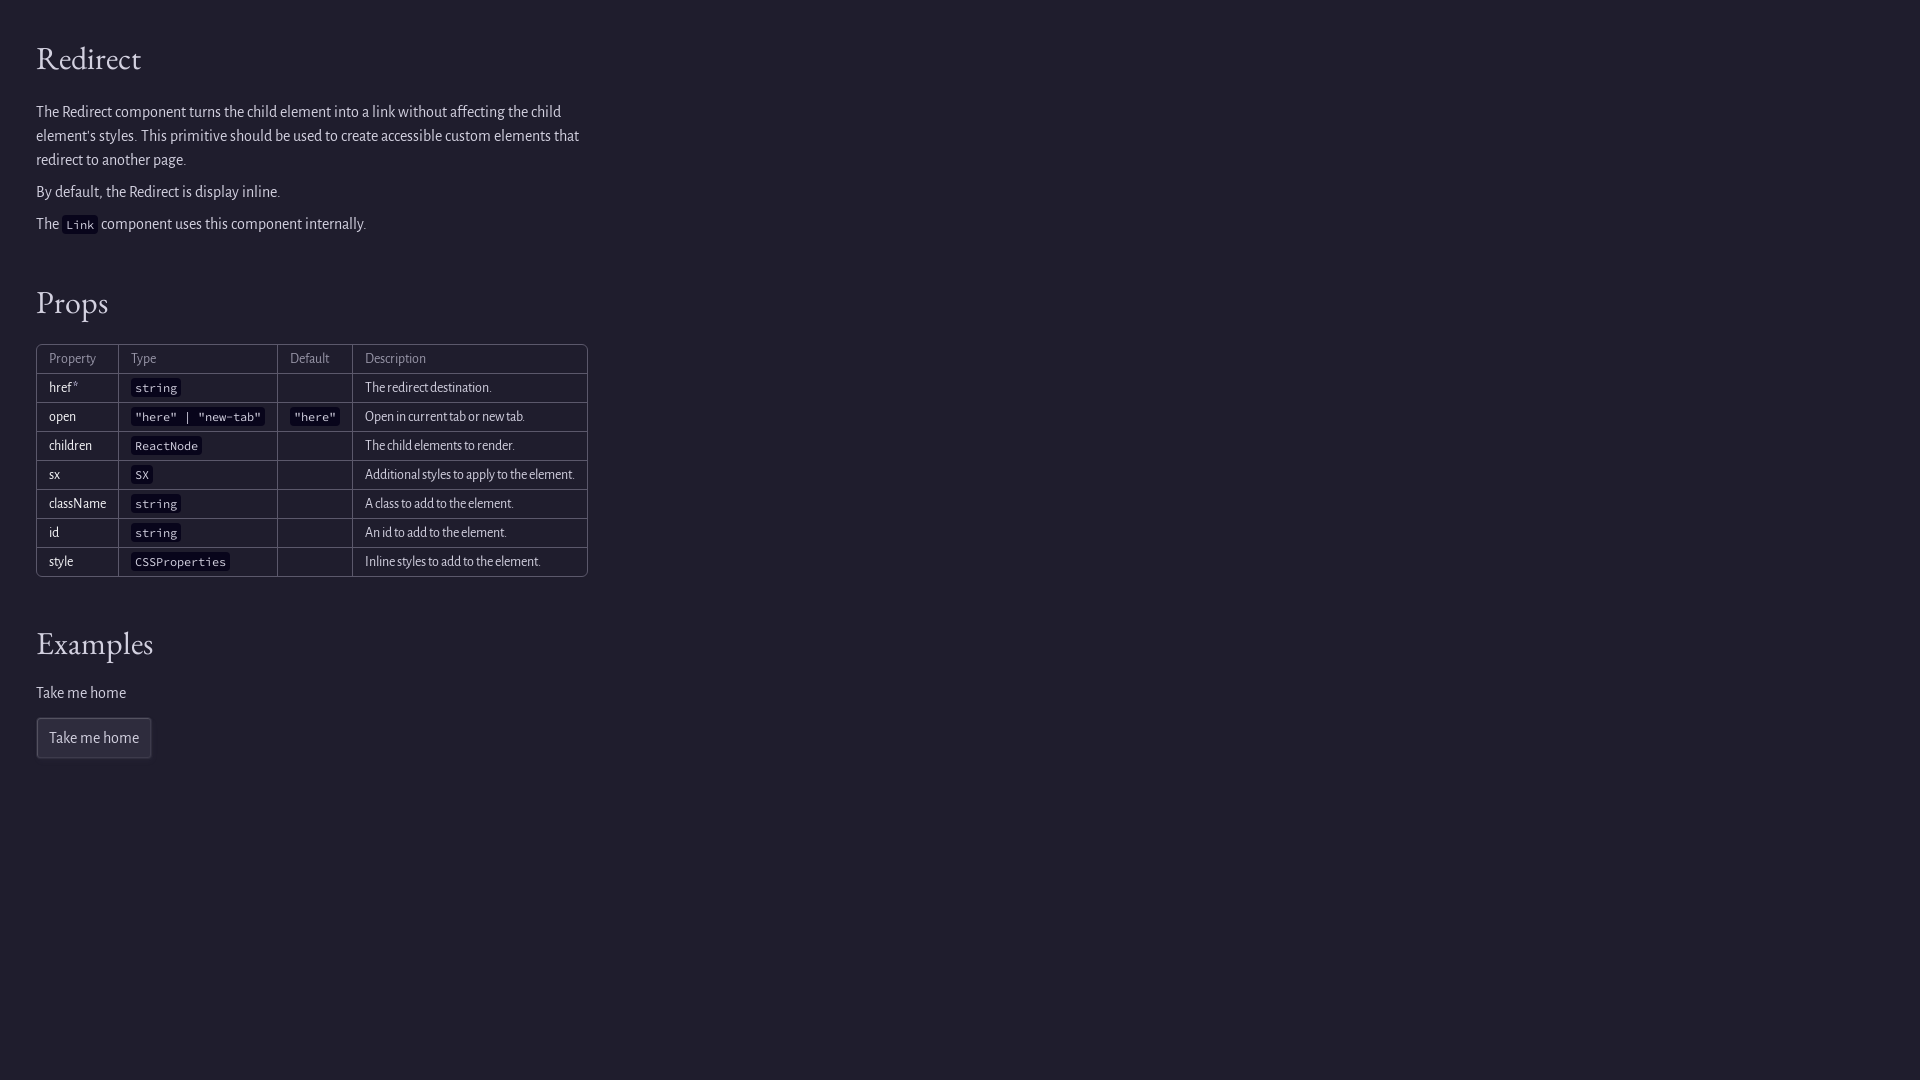 Redirect
The Redirect component turns the child element into a link without affecting the child
element's styles. This primitive should be used to create accessible custom elements that
redirect to another page.
By default, the Redirect is display inline.
The Link component uses this component internally.
Props
Property Type Default Description
href* string The redirect destination.
open "here" | "new-tab" "here" Open in current tab or new tab.
children ReactNode The child elements to render.
sx SX Additional styles to apply to the element.
className string A class to add to the element.
id string An id to add to the element.
style CSSProperties Inline styles to add to the element.
Examples
Take me home
Take me home